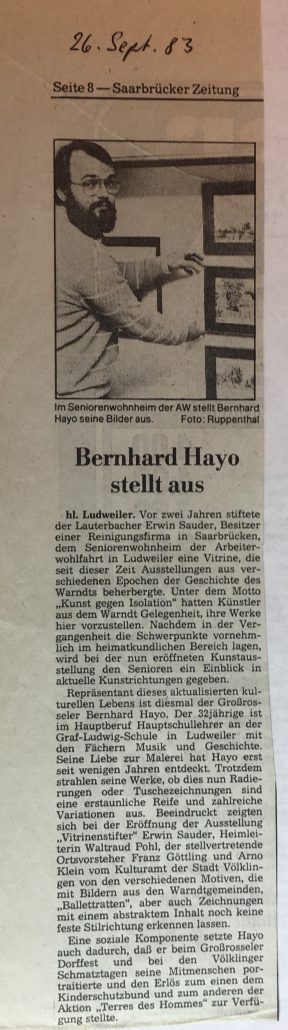 26. Sept. 83
Seite 8 — Saarbrücker Zeitung
Im Seniorenwohnheim der AW stellt Bernhard
Hayo seine Bilder aus. Foto: Ruppenthal
Bernhard Hayo
stellt aus
hl. Ludweiler. Vor zwei Jahren stiftete
der Lauterbacher Erwin Sauder, Besitzer
einer Reinigungsfirma in Saarbrücken,
dem Seniorenwohnheim der Arbeiter-
wohlfahrt in Ludweiler eine Vitrine, die
seit dieser Zeit Ausstellungen aus ver-
schiedenen Epochen der Geschichte des
Warndts beherbergte. Unter dem Motto
„Kunst gegen Isolation" hatten Künstler
aus dem Warndt Gelegenheit, ihre Werke
hier vorzustellen. Nachdem in der Ver-
gangenheit die Schwerpunkte vornehm-
lich im heimatkundlichen Bereich lagen,
wird bei der nun eröffneten Kunstaus-
stellung den Senioren ein Einblick in
aktuelle Kunstrichtungen gegeben.
Repräsentant dieses aktualisierten kul-
turellen Lebens ist diesmal der Großros-
seler Bernhard Hayo. Der 32jährige ist
im Hauptberuf Hauptschullehrer an der
Graf-Ludwig-Schule in Ludweiler mit
den Fächern Musik und Geschichte.
Seine Liebe zur Malerei hat Hayo erst
seit wenigen Jahren entdeckt. Trotzdem
strahlen seine Werke, ob dies nun Radie-
rungen oder Tuschezeichnungen sind
eine erstaunliche Reife und zahlreiche
Variationen aus. Beeindruckt zeigten
sich bei der Eröffnung der Ausstellung
„Vitrinenstifter" Erwin Sauder, Heimlei-
terin Waltraud Pohl, der stellvertretende
Ortsvorsteher Franz Göttling und Arno
Klein vom Kulturamt der Stadt Völklin-
gen von den verschiedenen Motiven, die
mit Bildern aus den Warndtgemeinden,
„Ballettratten", aber auch Zeichnungen
mit einem abstraktem Inhalt noch keine
feste Stilrichtung erkennen lassen.
Eine soziale Komponente setzte Hayo
auch dadurch, daß er beim Großrosseler
Dorffest und bei den Völklinger
Schmatztagen seine Mitmenschen por-
traitierte und den Erlös zum einen dem
Kinderschutzbund und zum anderen der
Aktion „Terres des Hommes" zur Verfü-
gung stellte.